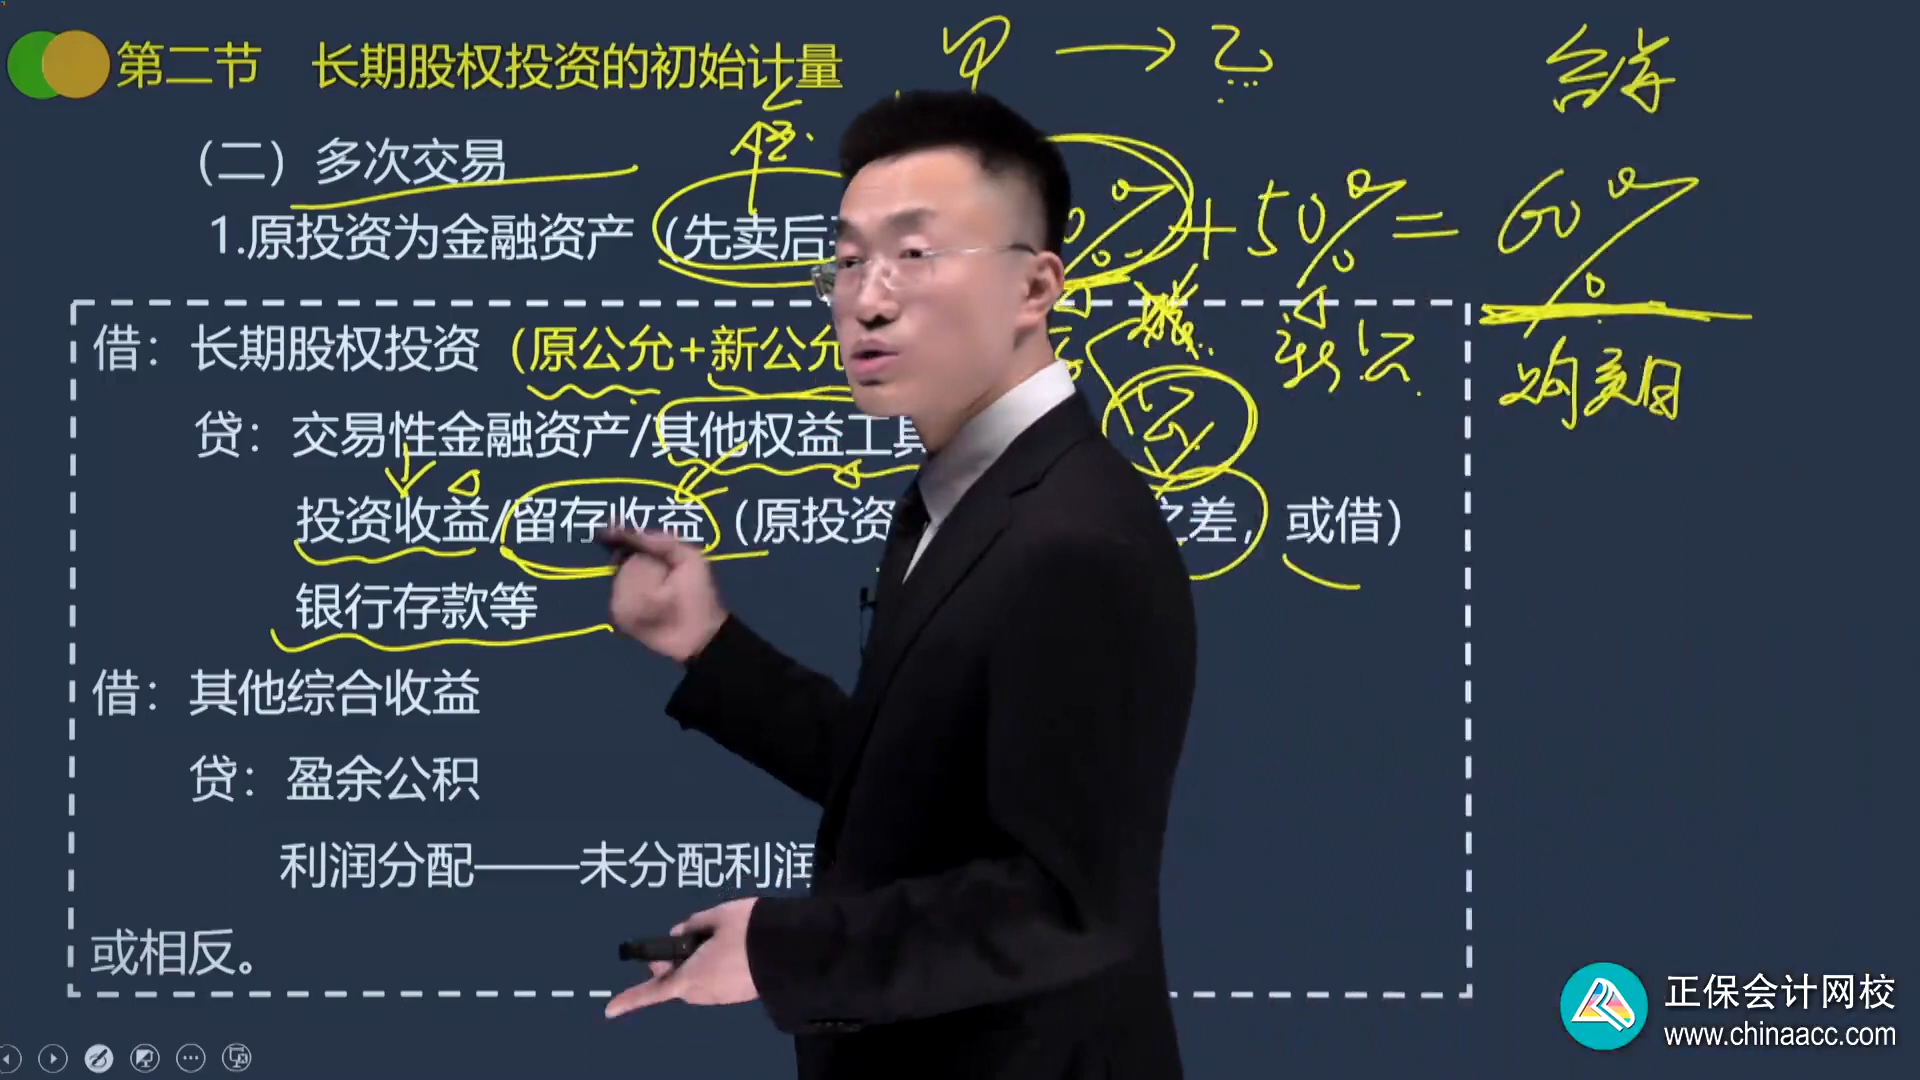 第二节 长期股权投资的初始计量
甲 → 乙
(二) 多次交易
1.原投资为金融资产 (先卖后
+50%=60%
新公
购买日
借：长期股权投资 (原公允+新公允
贷：交易性金融资产/其他权益工具
公
投资收益/留存收益 (原投资 之差，或借)
银行存款等
借：其他综合收益
贷：盈余公积
利润分配——未分配利润
或相反。
正保会计网校
www.chinaacc.com